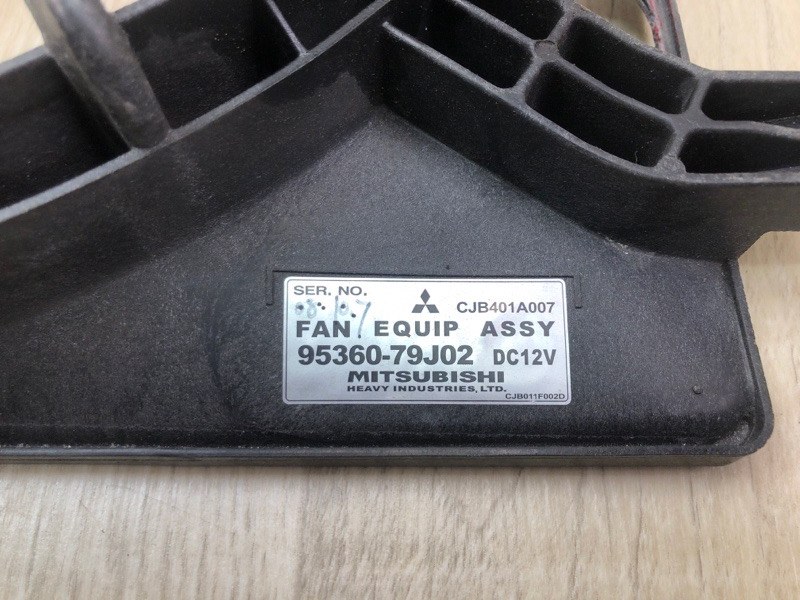 SER. NO.
CJB401A007
FAN EQUIP ASSY
95360-79J02 DC12V
MITSUBISHI
HEAVY INDUSTRIES, LTD.
CJB011F002D